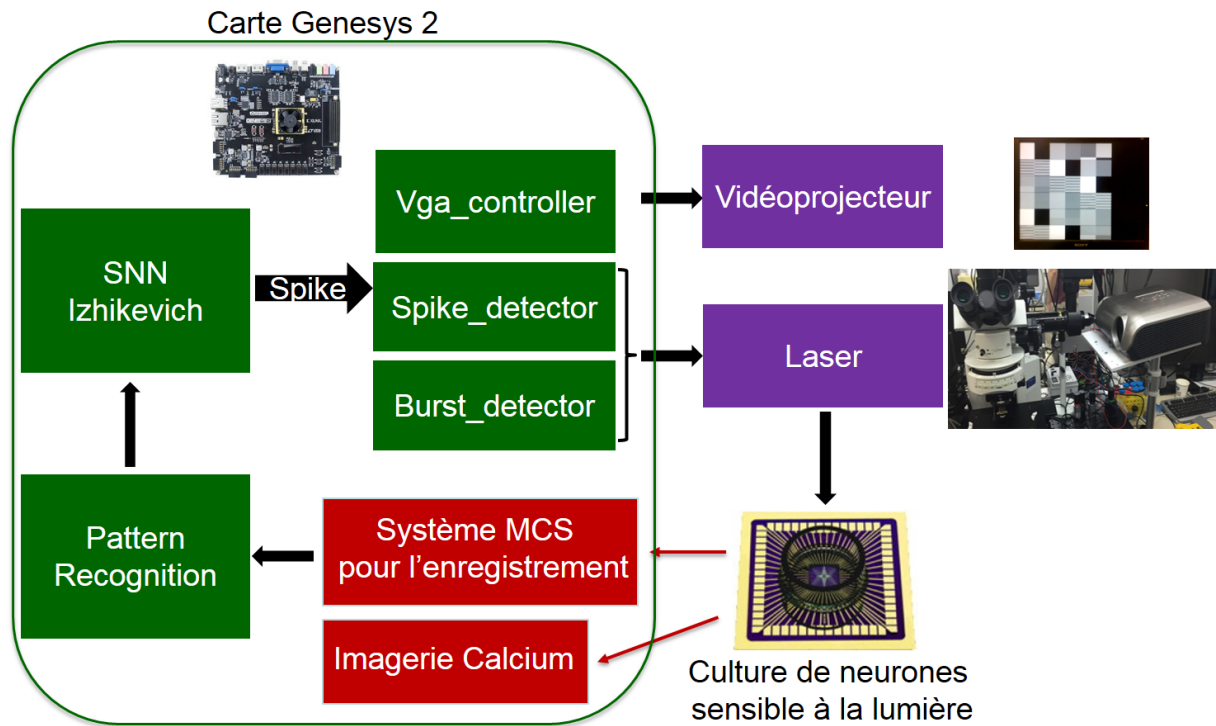 Carte Genesys 2
Vga_controller
Vidéoprojecteur
SNN
Izhikevich
Spike
Spike_detector
Laser
Burst_detector
Pattern
Recognition
Système MCS
pour l’enregistrement
Imagerie Calcium
Culture de neurones
sensible à la lumière